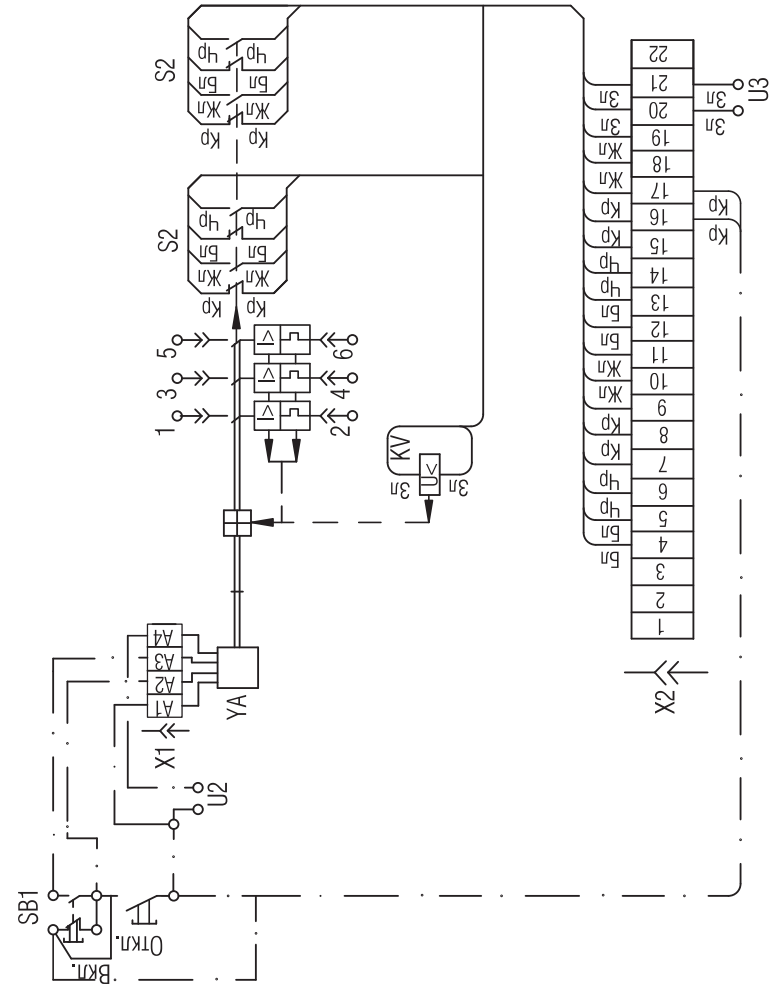 S2
Чр Чр
Бл Бл
Жл Жл
Кр Кр
S2
Чр Чр
Бл Бл
Жл Жл
Кр Кр
5
3
1
I>
I>
I>
6
4
2
KV
Зл
U>
Зл
A4
A3
A2
A1
X1
YA
U2
SB1
Вкл.
Откл.
22
21
20
19
18
17
16
15
14
13
12
11
10
9
8
7
6
5
4
3
2
1
Зл
Зл
Жл
Жл
Кр
Кр
Чр
Чр
Бл
Бл
Жл
Жл
Кр
Кр
Чр
Чр
Бл
Бл
Зл
Зл
U3
Кр
Кр
X2